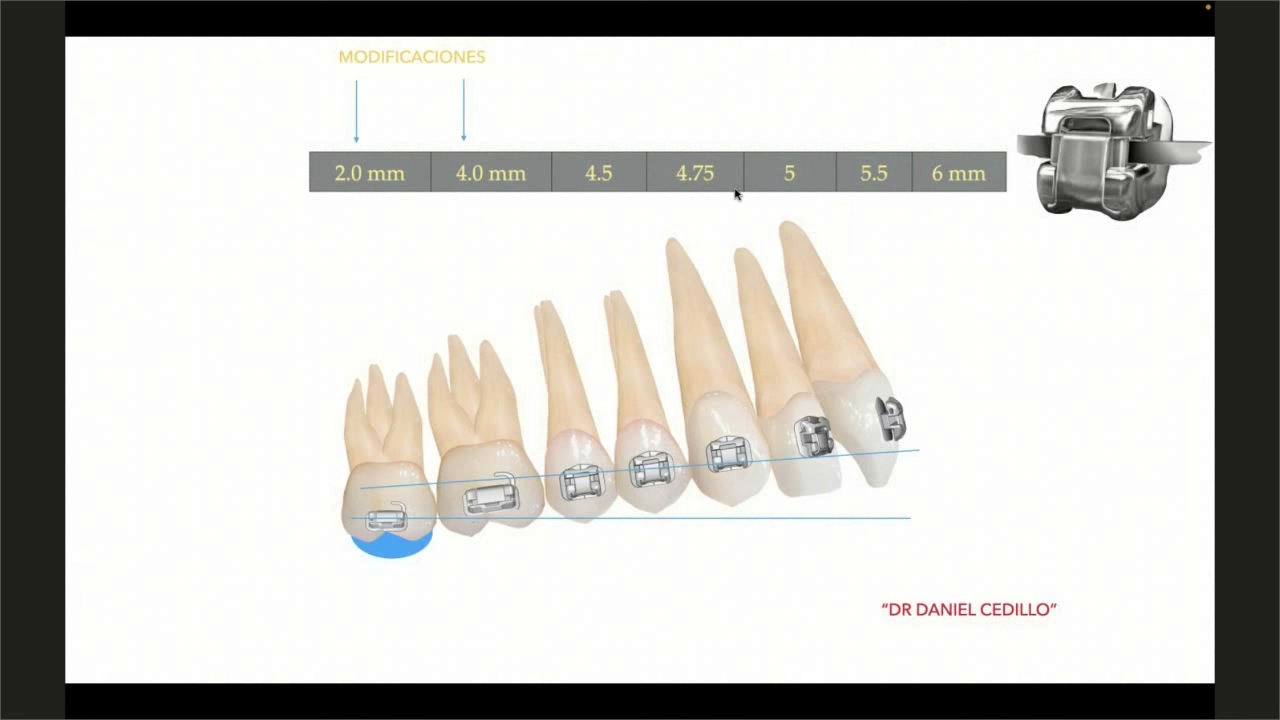 MODIFICACIONES
2.0 mm 4.0 mm 4.5 4.75 5 5.5 6 mm
“DR DANIEL CEDILLO”